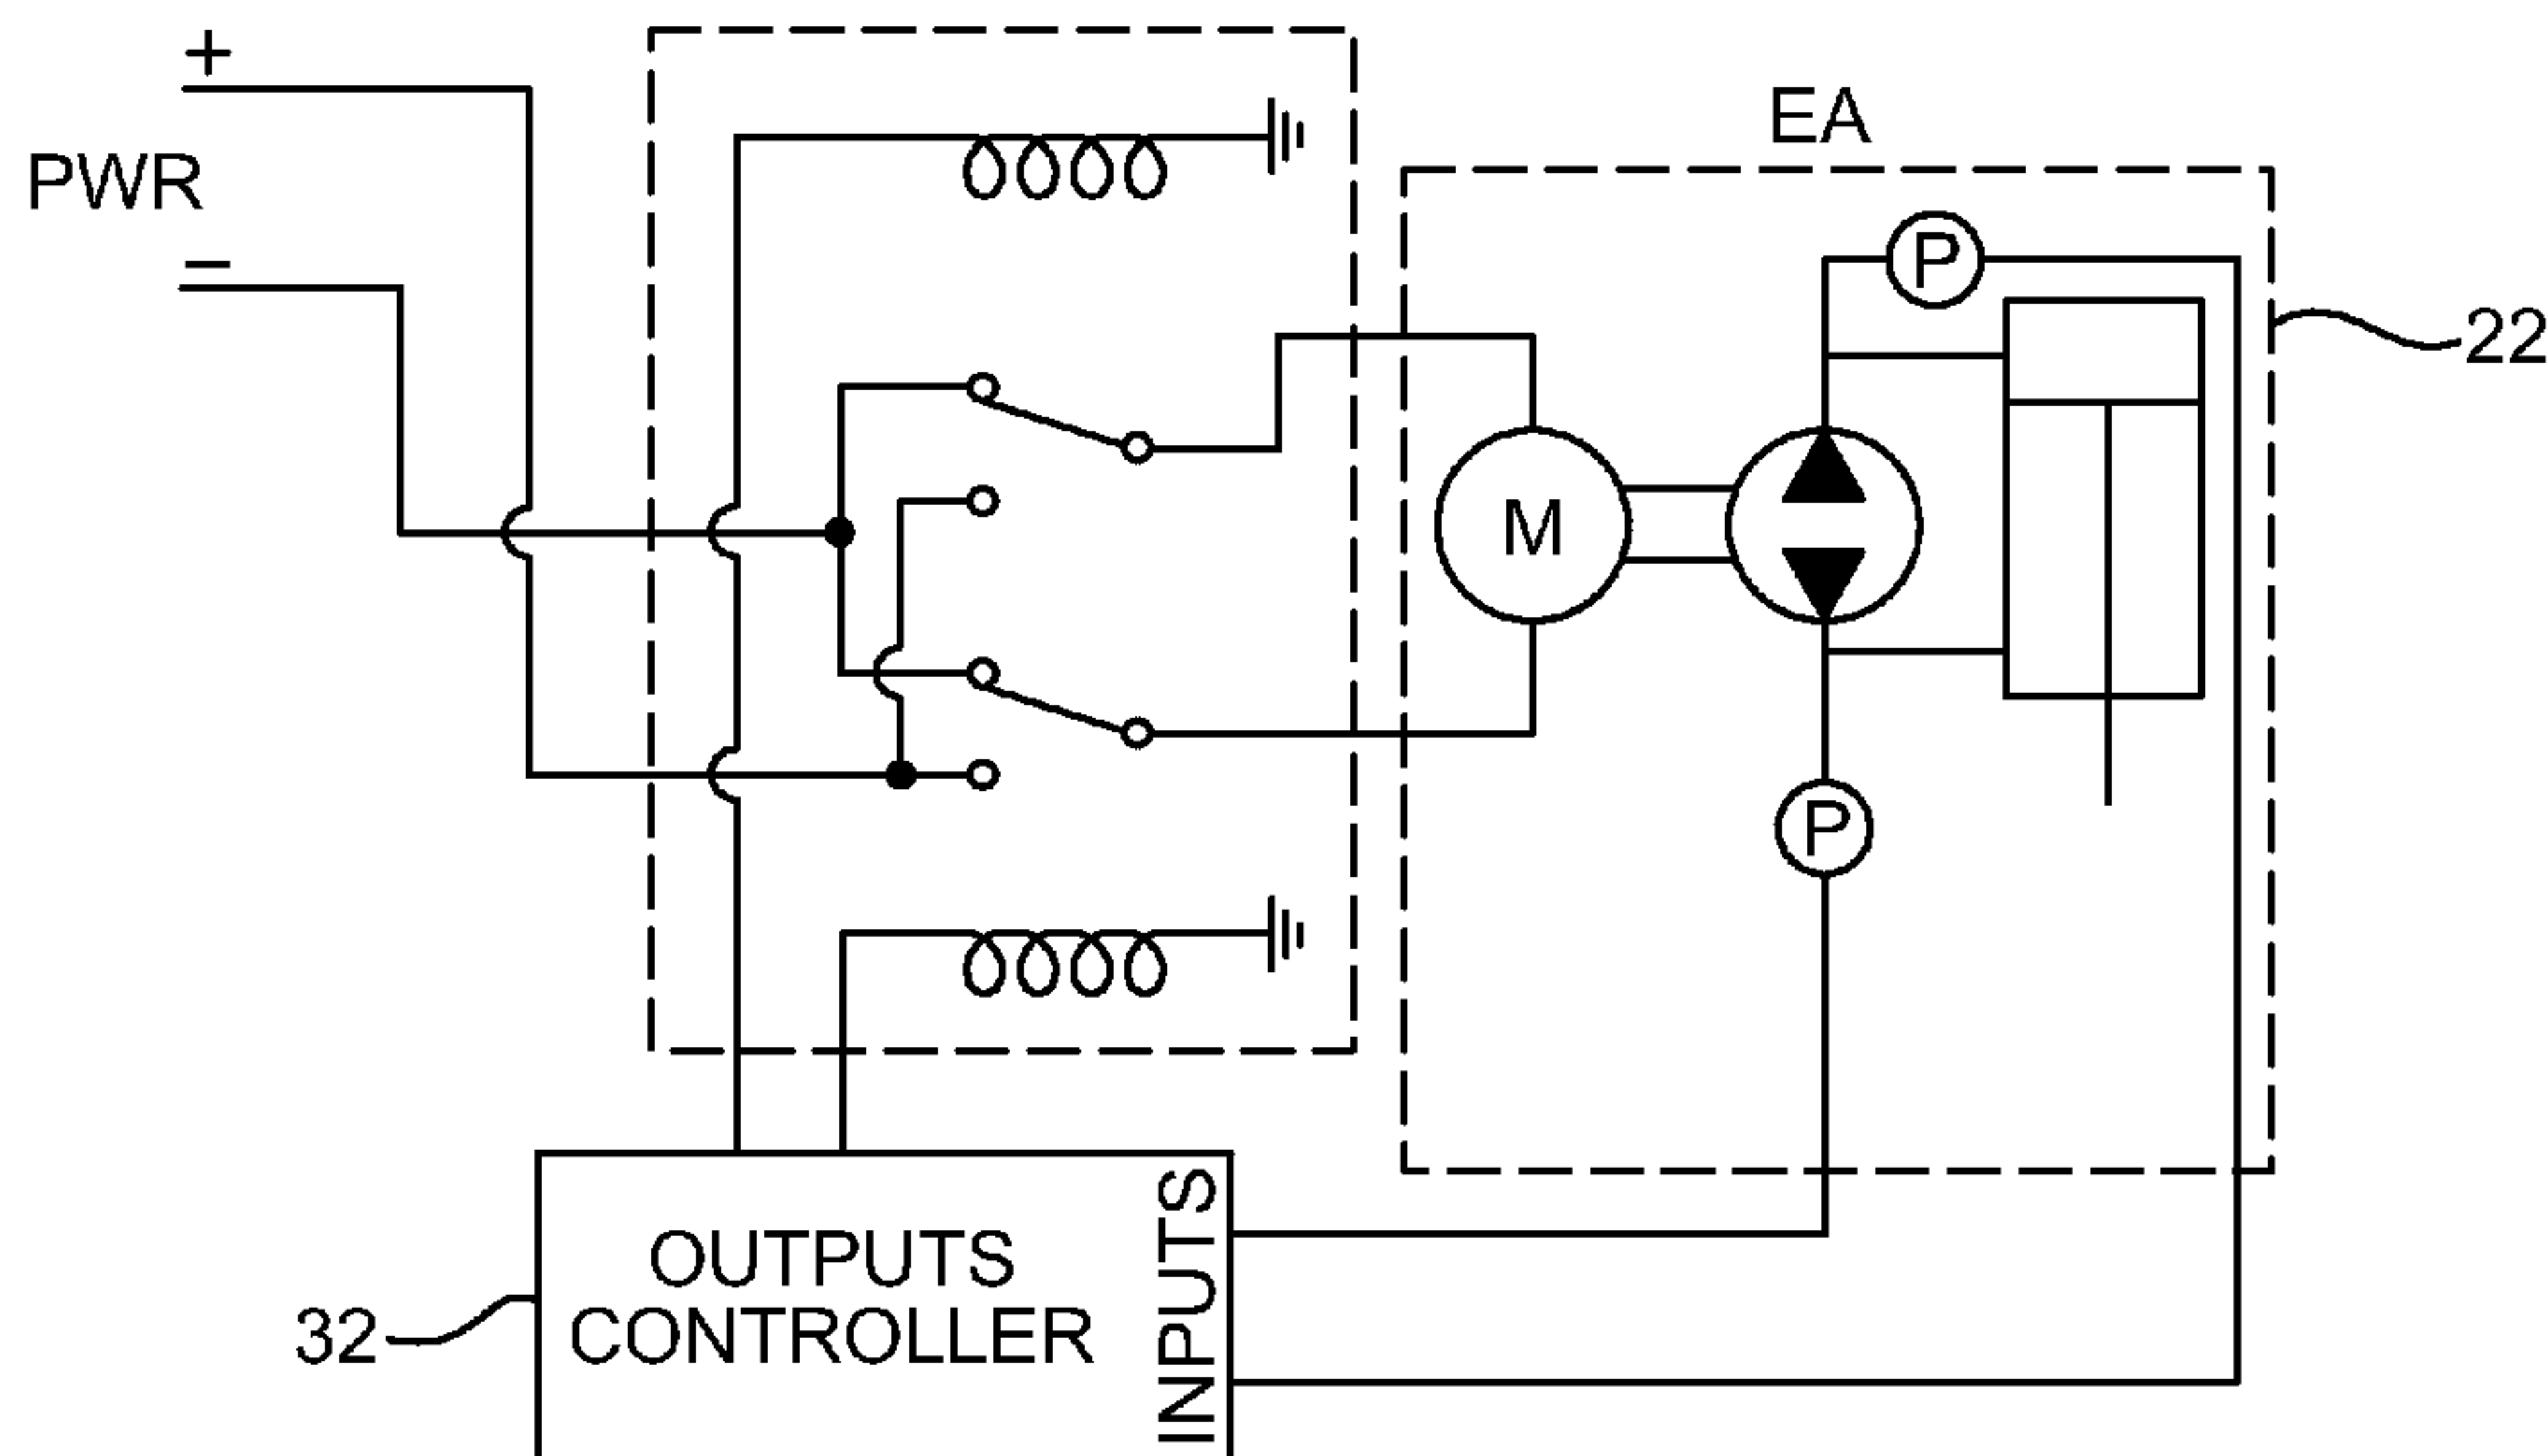 +
PWR
−
EA
P
22
M
P
OUTPUTS
CONTROLLER
INPUTS
32